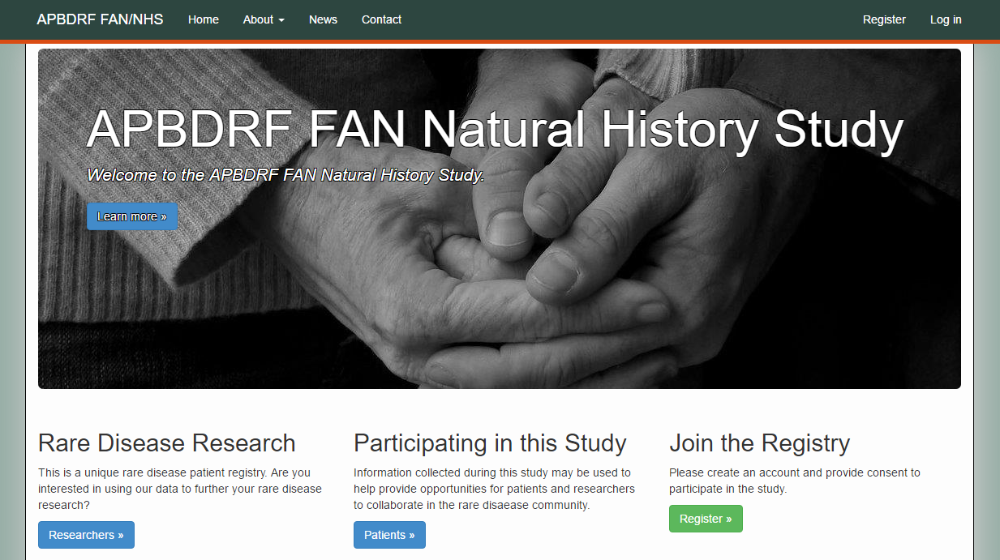 APBDRF FAN/NHS Home About News Contact Register Log in
APBDRF FAN Natural History Study
Welcome to the APBDRF FAN Natural History Study.
Learn more »
Rare Disease Research
This is a unique rare disease patient registry. Are you
interested in using our data to further your rare disease
research?
Researchers »
Participating in this Study
Information collected during this study may be used to
help provide opportunities for patients and researchers
to collaborate in the rare disaease community.
Patients »
Join the Registry
Please create an account and provide consent to
participate in the study.
Register »